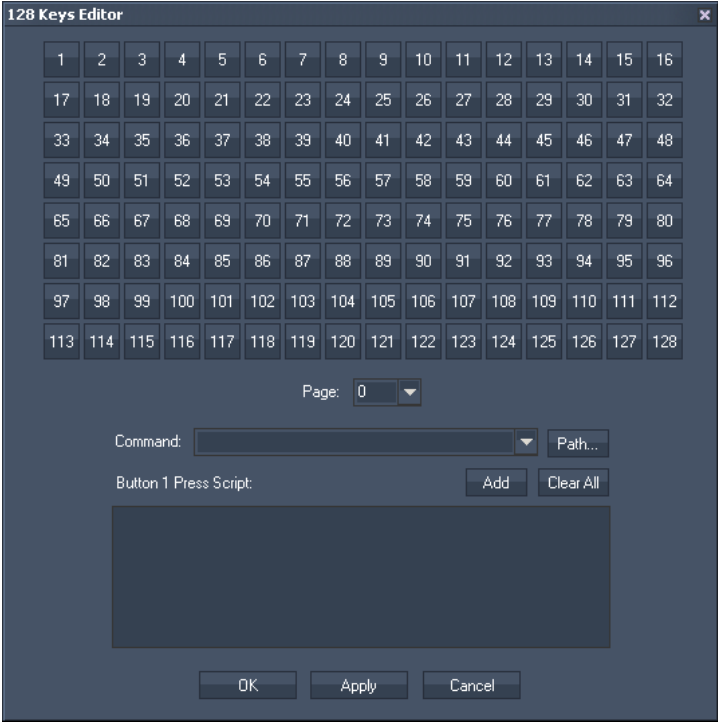 128 Keys Editor
1 2 3 4 5 6 7 8 9 10 11 12 13 14 15 16
17 18 19 20 21 22 23 24 25 26 27 28 29 30 31 32
33 34 35 36 37 38 39 40 41 42 43 44 45 46 47 48
49 50 51 52 53 54 55 56 57 58 59 60 61 62 63 64
65 66 67 68 69 70 71 72 73 74 75 76 77 78 79 80
81 82 83 84 85 86 87 88 89 90 91 92 93 94 95 96
97 98 99 100 101 102 103 104 105 106 107 108 109 110 111 112
113 114 115 116 117 118 119 120 121 122 123 124 125 126 127 128
Page: 0
Command: Path...
Button 1 Press Script: Add Clear All
OK Apply Cancel